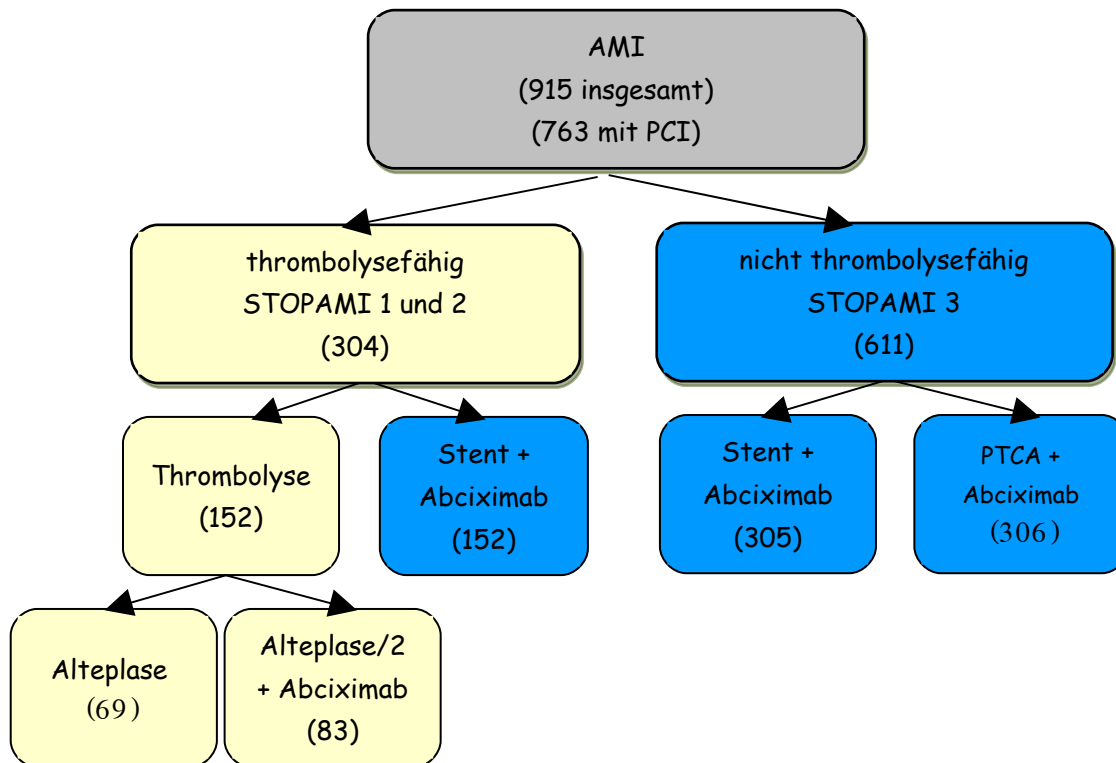 AMI
(915 insgesamt)
(763 mit PCI)
thrombolysefähig
STOPAMI 1 und 2
(304)
nicht thrombolysefähig
STOPAMI 3
(611)
Thrombolyse
(152)
Stent +
Abciximab
(152)
Stent +
Abciximab
(305)
PTCA +
Abciximab
(306)
Alteplase
(69)
Alteplase/2
+ Abciximab
(83)